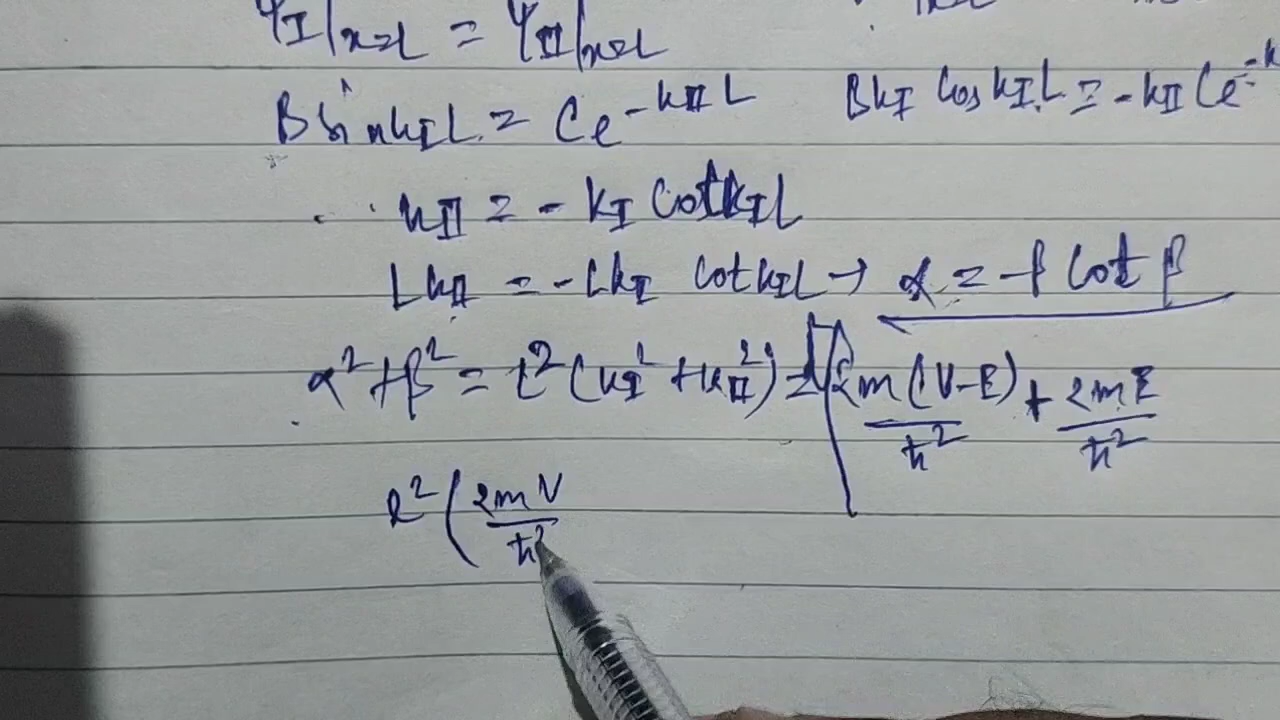 ψI|x=L = ψII|x=L
B sin kIL = Ce^-kIIL    BkI cos kIL = -kII Ce^-k
kII = - kI cot kIL
LkII = -LkI cot kIL → α = -β cot β
α² + β² = L² (kI² + kII²) = 2m(V-E)/ħ² + 2mE/ħ²
L² (2mV/ħ²